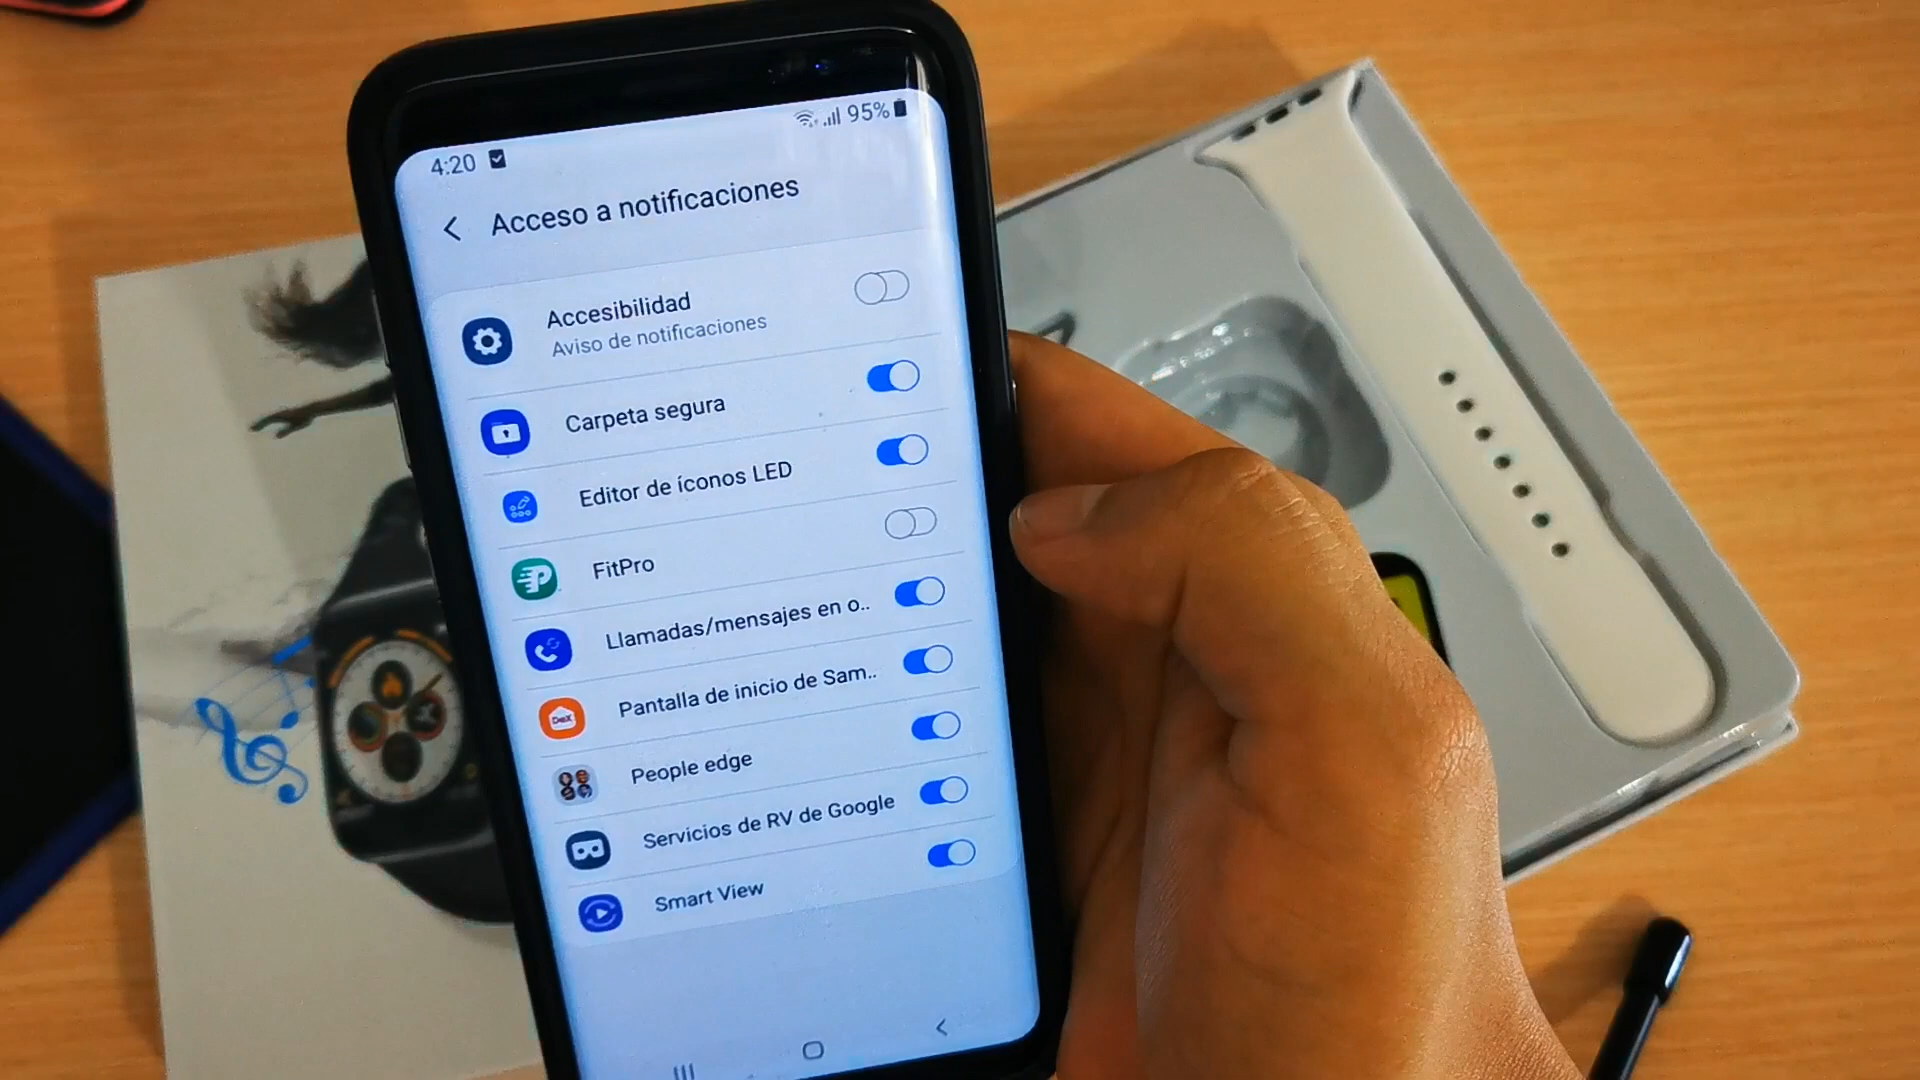 4:20
95%
Acceso a notificaciones
Accesibilidad
Aviso de notificaciones
Carpeta segura
Editor de íconos LED
FitPro
Llamadas/mensajes en o..
DeX
Pantalla de inicio de Sam..
People edge
Servicios de RV de Google
Smart View